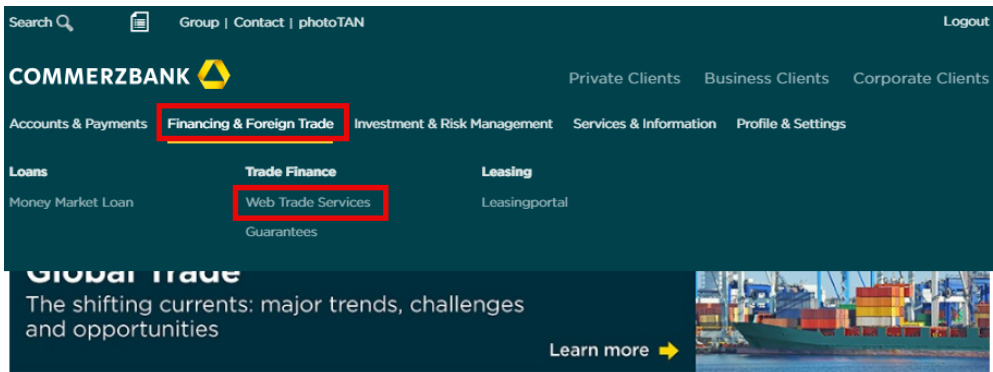 Search Group | Contact | photoTAN Logout
COMMERZBANK Private Clients Business Clients Corporate Clients
Accounts & Payments Financing & Foreign Trade Investment & Risk Management Services & Information Profile & Settings
Loans Trade Finance Leasing
Money Market Loan Web Trade Services Leasingportal
Guarantees
Global Trade
The shifting currents: major trends, challenges
and opportunities
Learn more